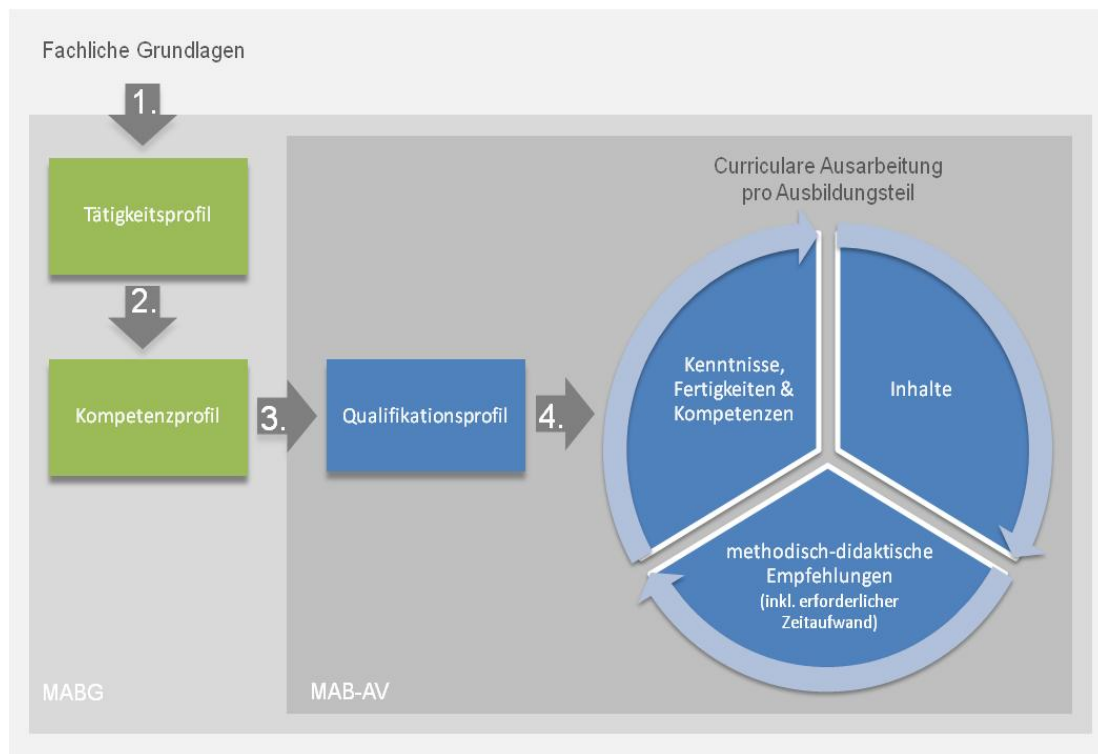 Fachliche Grundlagen
1.
Tätigkeitsprofil
2.
Kompetenzprofil
3.
Qualifikationsprofil
4.
Curriculare Ausarbeitung
pro Ausbildungsteil
Kenntnisse,
Fertigkeiten &
Kompetenzen
Inhalte
methodisch-didaktische
Empfehlungen
(inkl. erforderlicher
Zeitaufwand)
MABG
MAB-AV